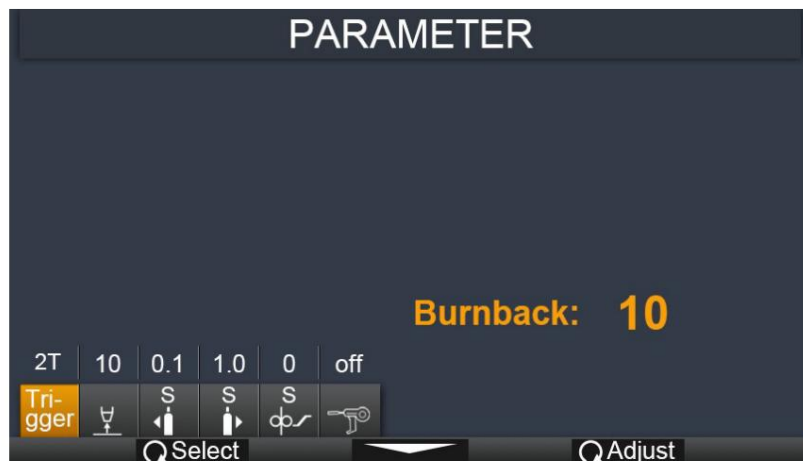 PARAMETER
Burnback: 10
2T 10 0.1 1.0 0 off
Tri-
gger S S S
Select Adjust